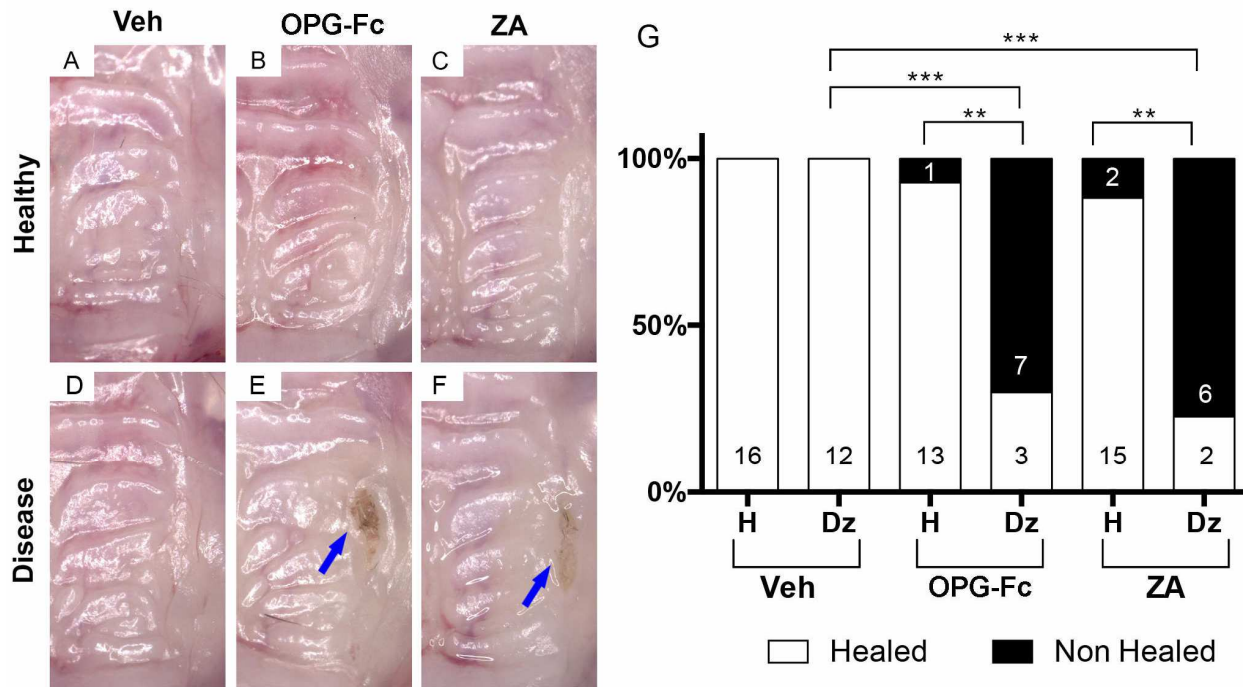 Veh OPG-Fc ZA
Healthy
A B C
Disease
D E F
G
***
***
** **
100%
50%
0%
1 2
7 6
16 12 13 3 15 2
H Dz H Dz H Dz
Veh OPG-Fc ZA
Healed Non Healed